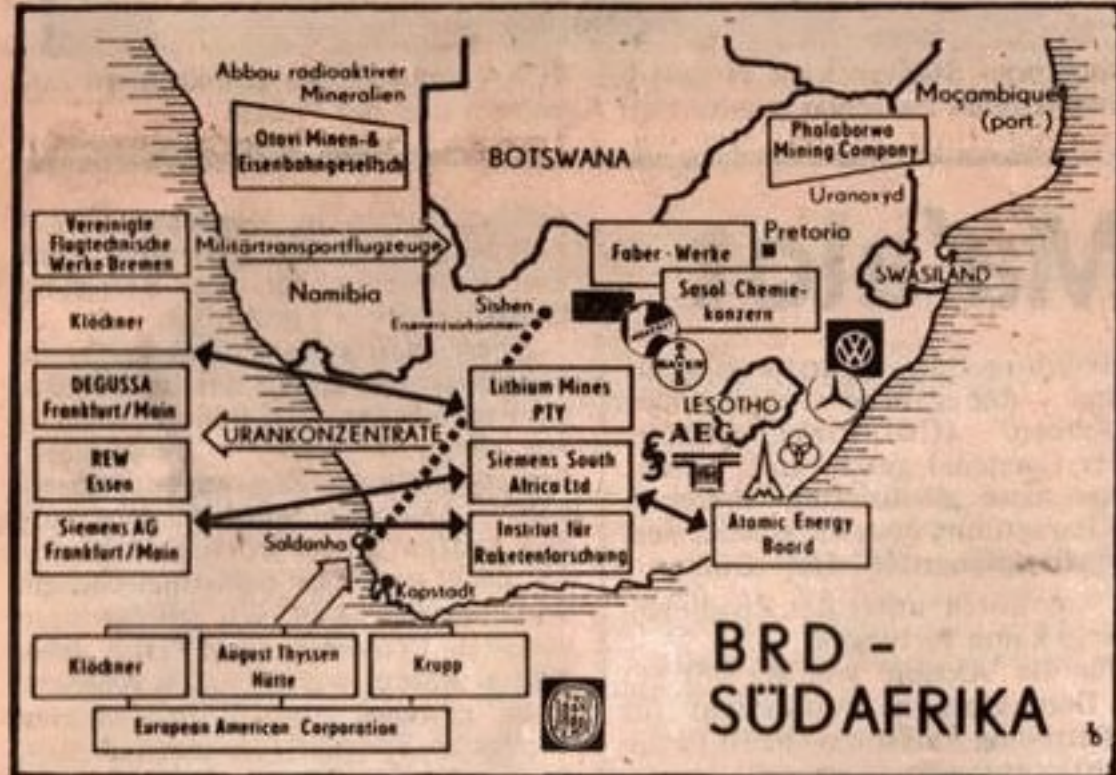 Abbau radioaktiver
Mineralien
Otavi Minen-&
Eisenbahngesellsch
BOTSWANA
Moçambique
(port.)
Phalaborwa
Mining Company
Uranoxyd
Vereinigte
Flugtechnische
Werke Bremen
Militärtransportflugzeuge
Faber-Werke
Pretoria
SWASILAND
Namibia
Sishen
Sasol Chemie-
konzern
Klöckner
BAYER
BAYER
DEGUSSA
Frankfurt/Main
Lithium Mines
PTY
LESOTHO
URANKONZENTRATE
AEG
REW
Essen
Siemens South
Africa Ltd
Siemens AG
Frankfurt/Main
Saldanha
Institut für
Raketenforschung
Atomic Energy
Board
Kapstadt
Klöckner
August Thyssen
Hütte
Krupp
European American Corporation
BRD -
SÜDAFRIKA